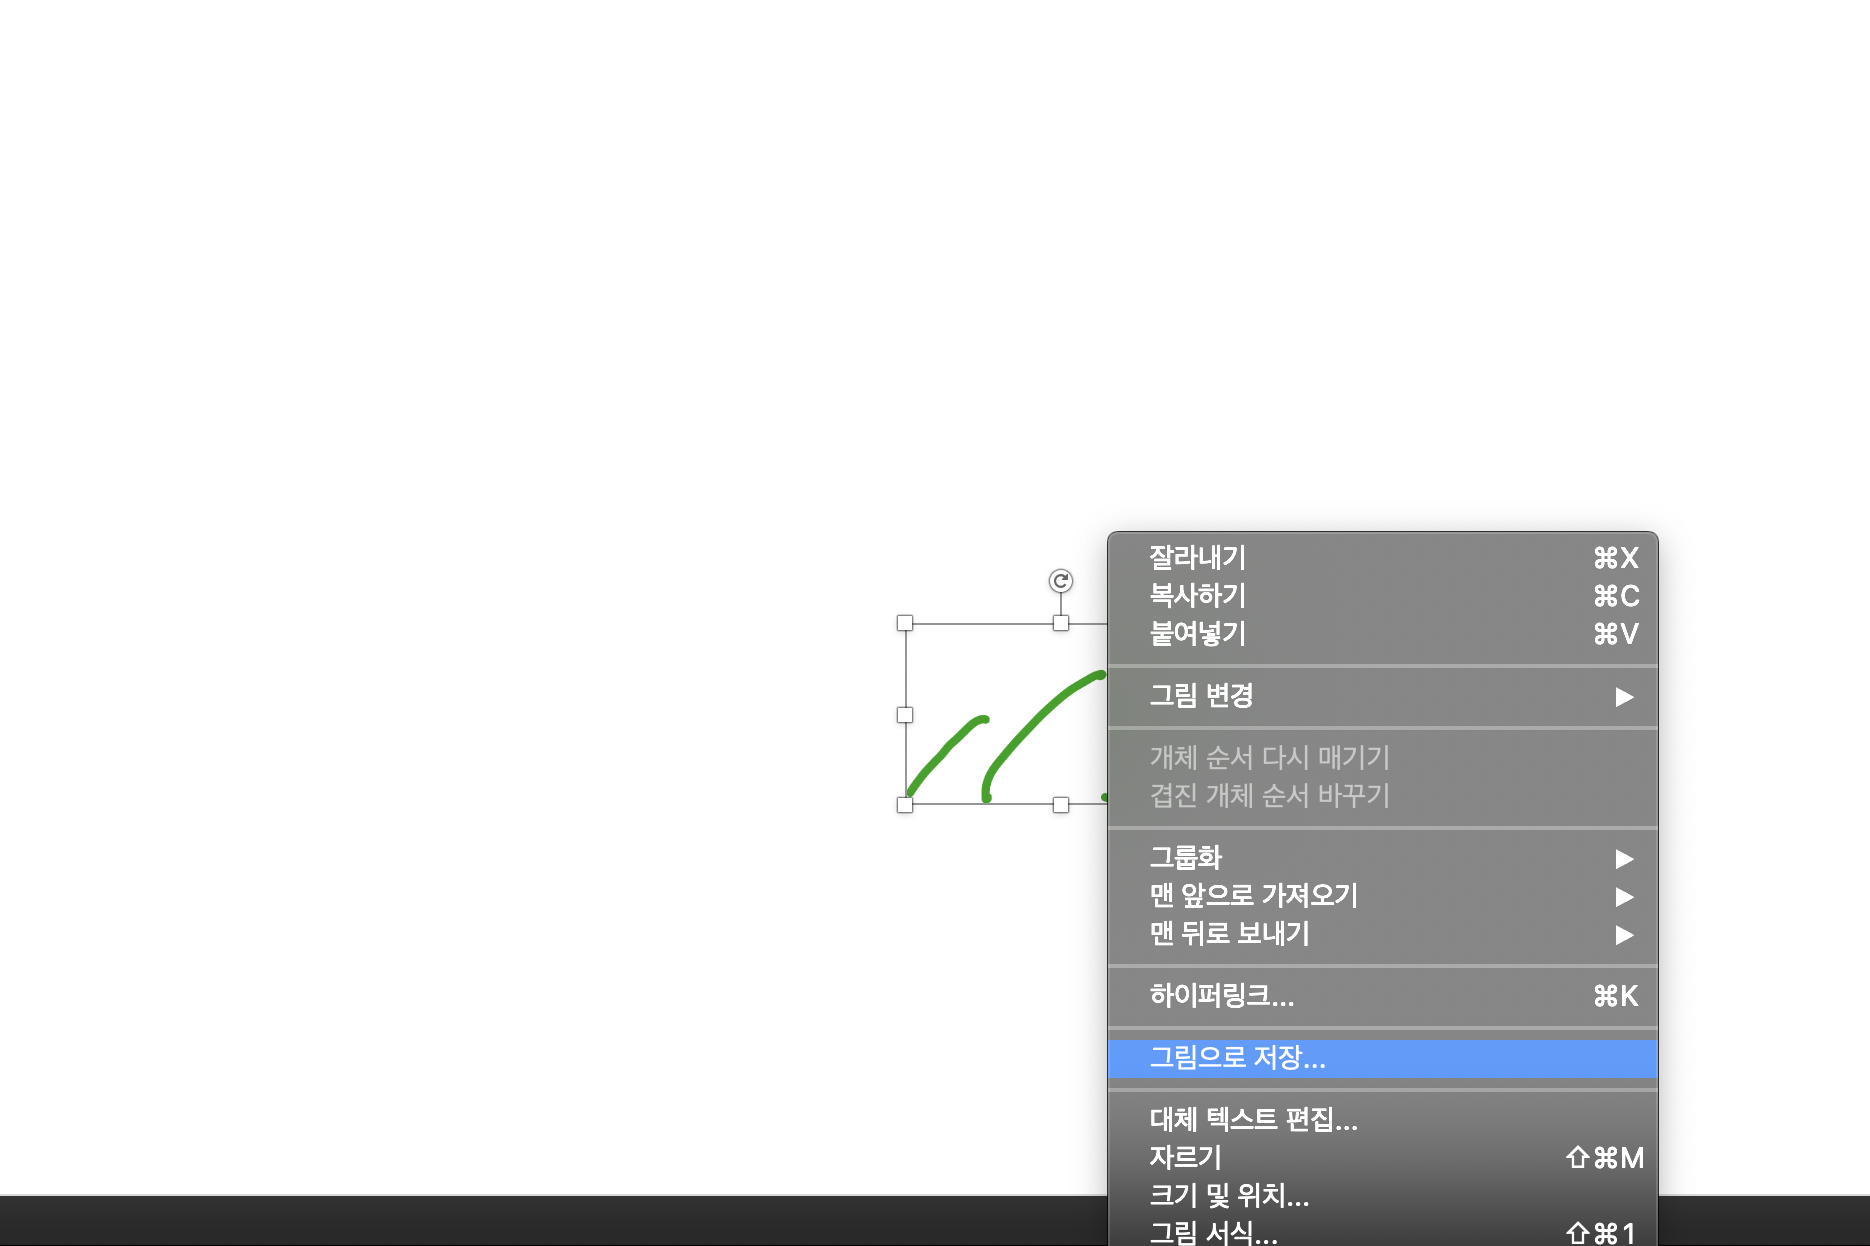 잘라내기 ⌘X
복사하기 ⌘C
붙여넣기 ⌘V
그림 변경 ▶
개체 순서 다시 매기기
겹진 개체 순서 바꾸기
그룹화 ▶
맨 앞으로 가져오기 ▶
맨 뒤로 보내기 ▶
하이퍼링크... ⌘K
그림으로 저장...
대체 텍스트 편집...
자르기 ⇧⌘M
크기 및 위치...
그림 서식... ⇧⌘1